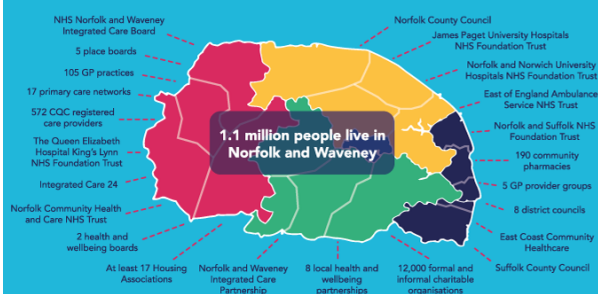 NHS Norfolk and Waveney
Integrated Care Board
5 place boards
105 GP practices
17 primary care networks
572 CQC registered
care providers
The Queen Elizabeth
Hospital King's Lynn
NHS Foundation Trust
Integrated Care 24
Norfolk Community Health
and Care NHS Trust
2 health and
wellbeing boards
At least 17 Housing
Associations
Norfolk and Waveney
Integrated Care
Partnership
8 local health and
wellbeing
partnerships
12,000 formal and
informal charitable
organisations
1.1 million people live in
Norfolk and Waveney
Norfolk County Council
James Paget University Hospitals
NHS Foundation Trust
Norfolk and Norwich University
Hospitals NHS Foundation Trust
East of England Ambulance
Service NHS Trust
Norfolk and Suffolk NHS
Foundation Trust
190 community
pharmacies
5 GP provider groups
8 district councils
East Coast Community
Healthcare
Suffolk County Council